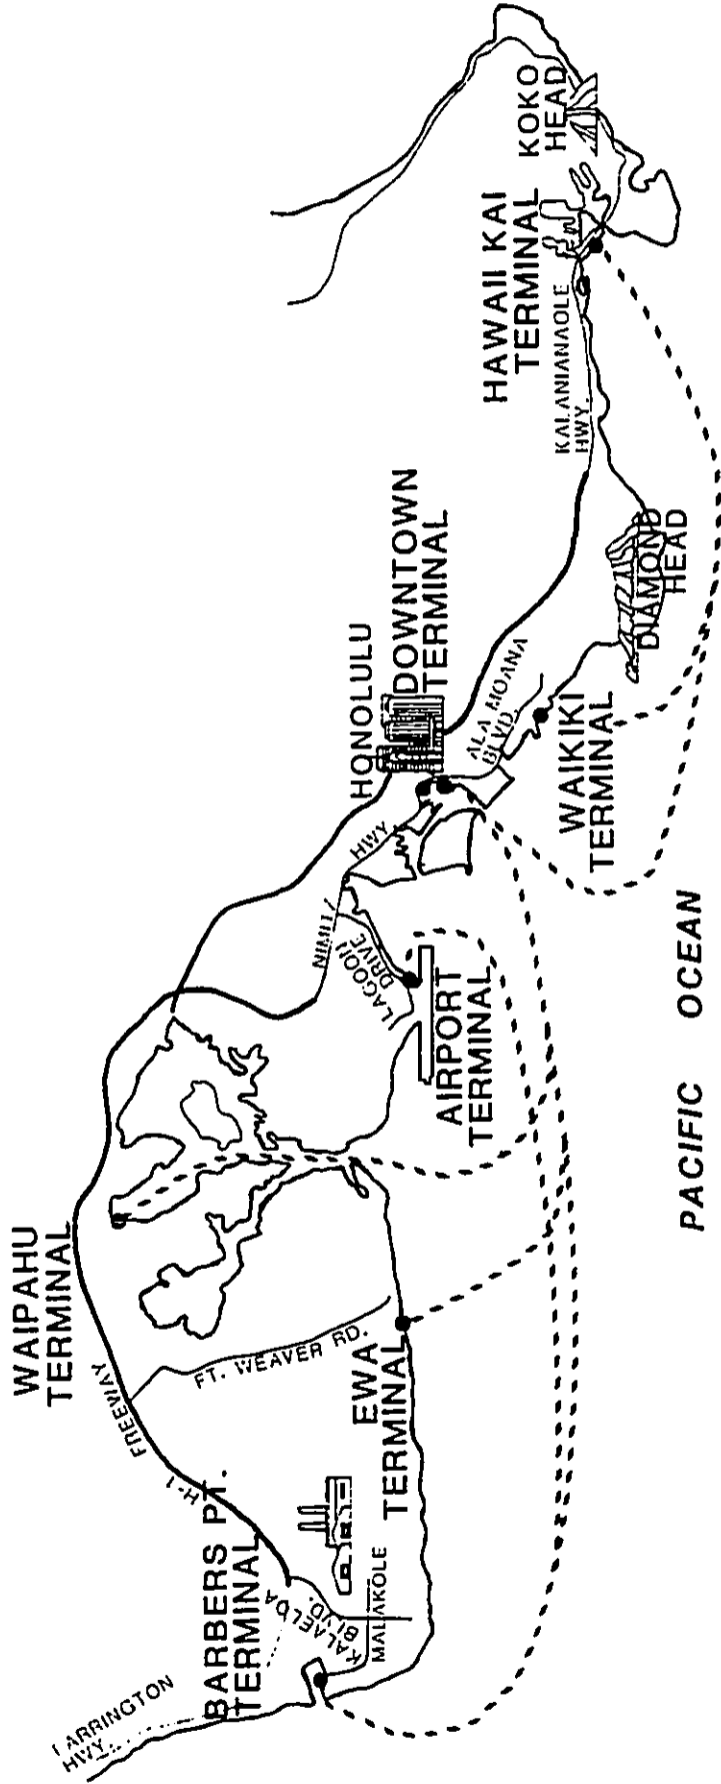 WAIPAHU
TERMINAL
FREEWAY
H-1
BARBERS PT.
TERMINAL
FARRINGTON
HWY.
KALAELOA
BLVD.
MALAKOLE
FT. WEAVER RD.
EWA
TERMINAL
AIRPORT
TERMINAL
LAGOON
DRIVE
NIMITZ
HWY
HONOLULU
DOWNTOWN
TERMINAL
ALA MOANA
BLVD.
WAIKIKI
TERMINAL
DIAMOND
HEAD
KALANIANAOLE
HWY.
HAWAII KAI
TERMINAL
KOKO
HEAD
PACIFIC OCEAN